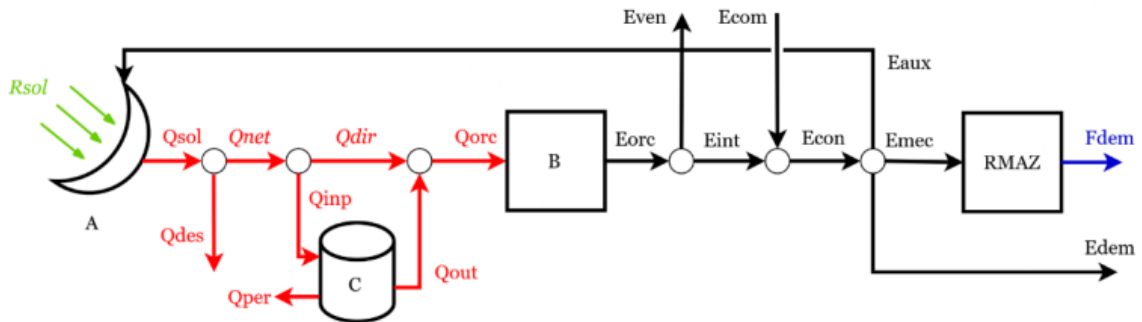 Even
Ecom
Eaux
Rsol
Qsol
Qnet
Qdir
Qorc
Eorc
Eint
Econ
Emec
Fdem
B
RMAZ
A
Qinp
Qdes
Qout
Edem
C
Qper